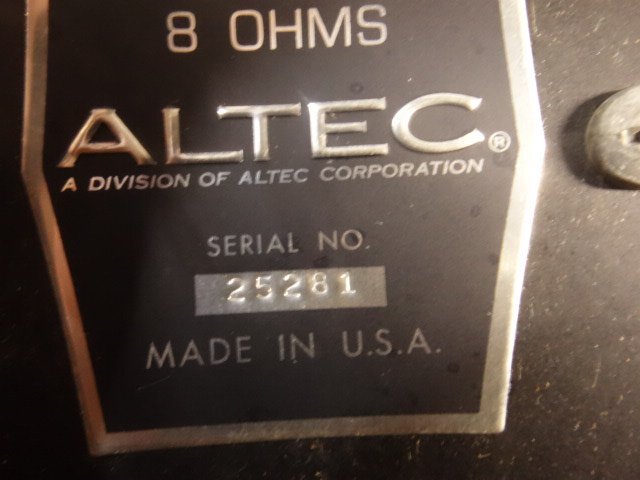 8 OHMS
ALTEC®
A DIVISION OF ALTEC CORPORATION
SERIAL NO.
25281
MADE IN U.S.A.